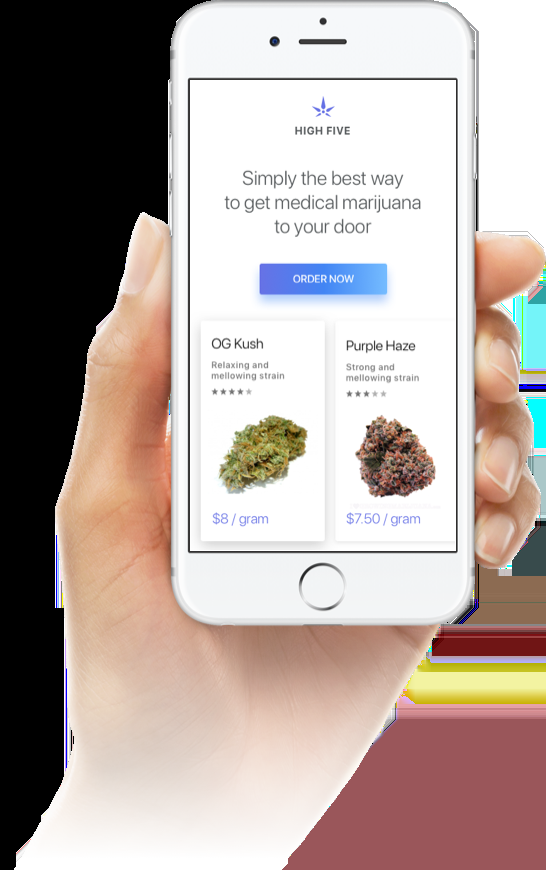 HIGH FIVE
Simply the best way
to get medical marijuana
to your door
ORDER NOW
OG Kush
Relaxing and
mellowing strain
$8 / gram
Purple Haze
Strong and
mellowing strain
$7.50 / gram